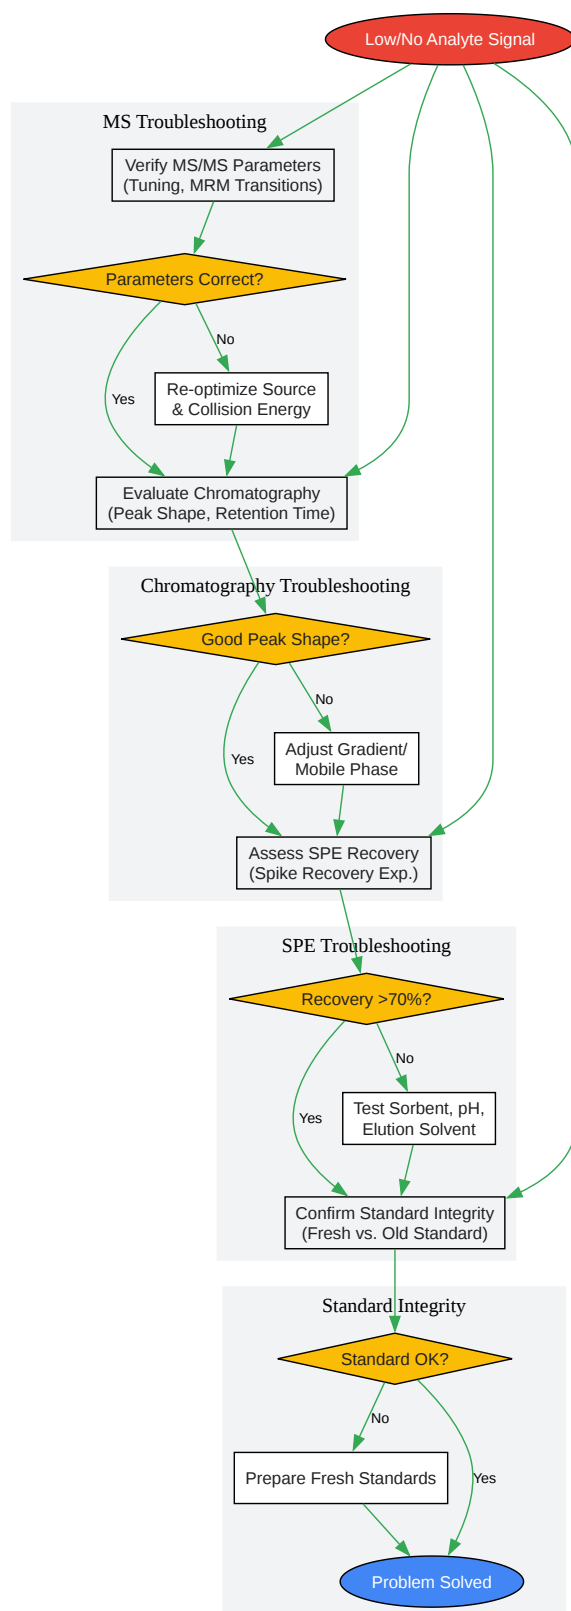 Low/No Analyte Signal
MS Troubleshooting
Verify MS/MS Parameters
(Tuning, MRM Transitions)
Parameters Correct?
No
Yes
Re-optimize Source
& Collision Energy
Evaluate Chromatography
(Peak Shape, Retention Time)
Chromatography Troubleshooting
Good Peak Shape?
No
Yes
Adjust Gradient/
Mobile Phase
Assess SPE Recovery
(Spike Recovery Exp.)
SPE Troubleshooting
Recovery >70%?
No
Yes
Test Sorbent, pH,
Elution Solvent
Confirm Standard Integrity
(Fresh vs. Old Standard)
Standard Integrity
Standard OK?
No
Yes
Prepare Fresh Standards
Problem Solved